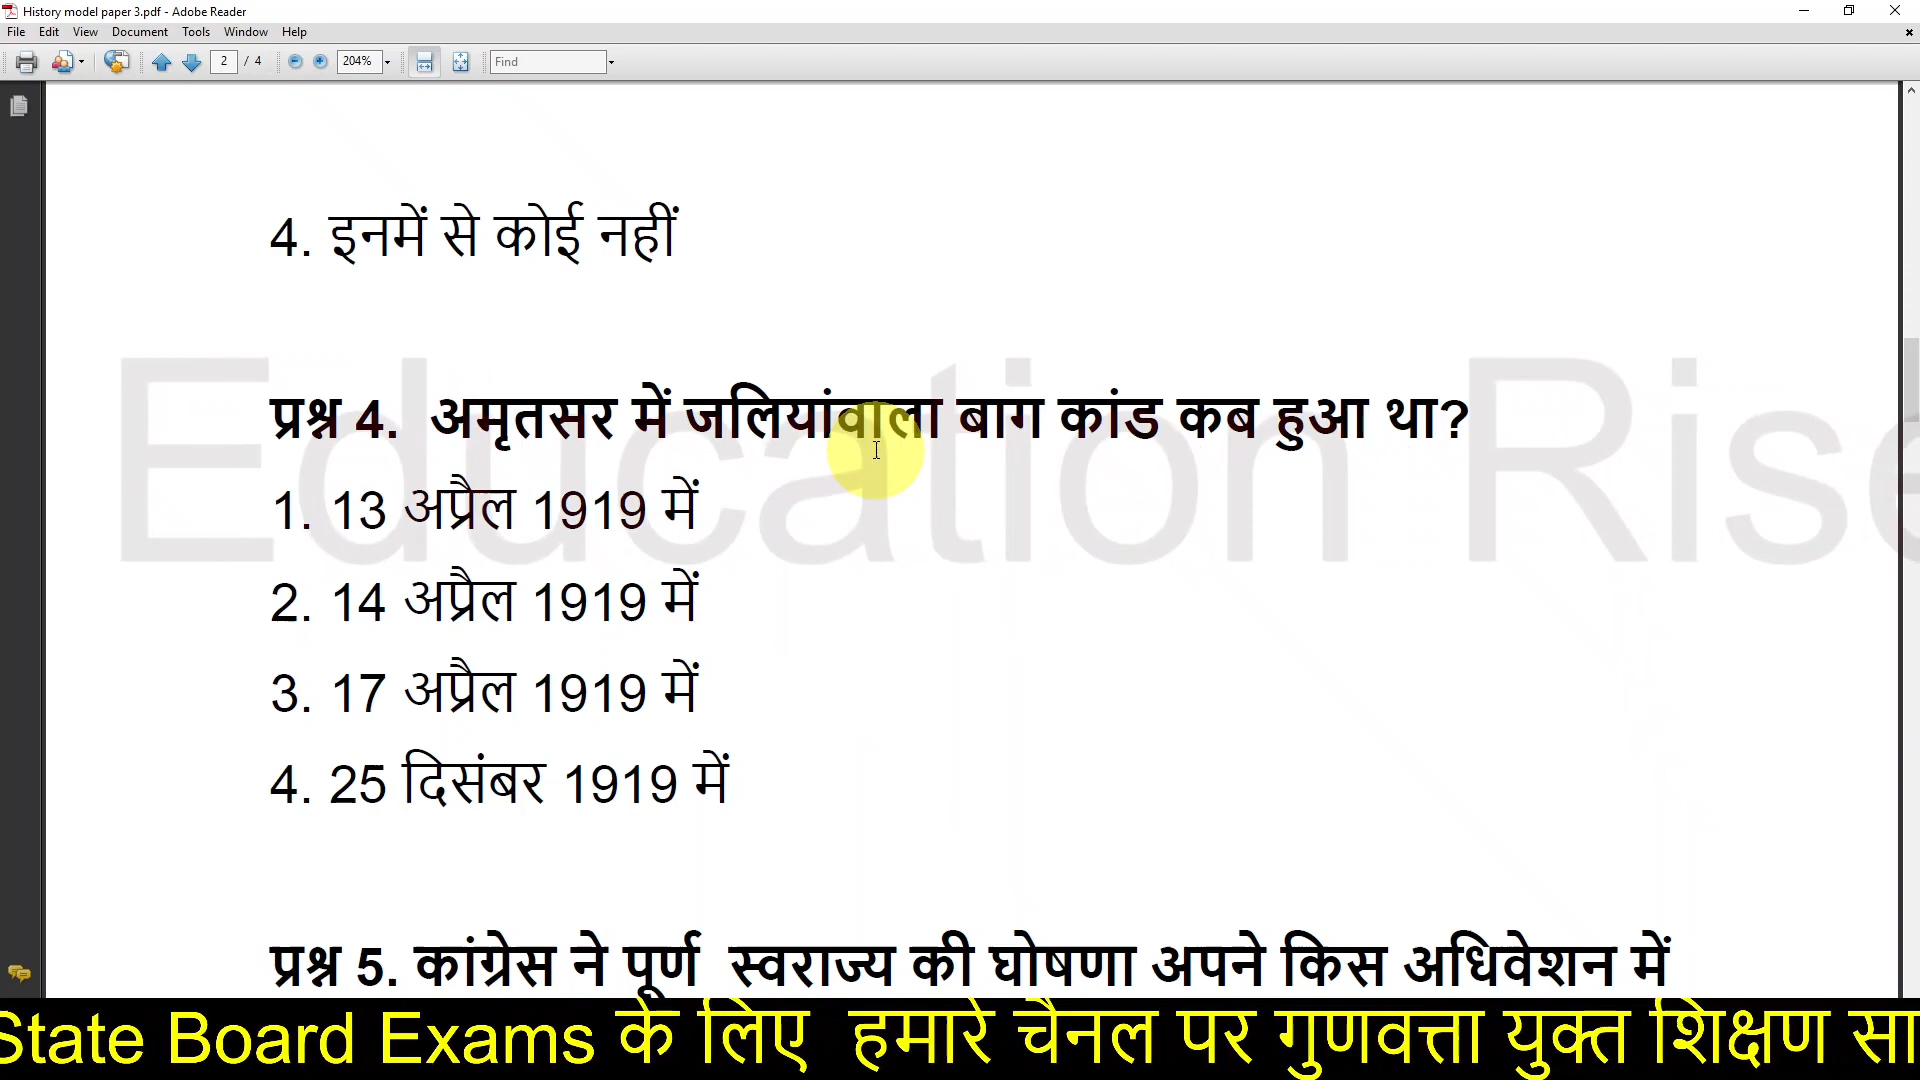 History model paper 3.pdf - Adobe Reader
File Edit View Document Tools Window Help
2 / 4 204% Find
4. इनमें से कोई नहीं
Education Rise
प्रश्न 4. अमृतसर में जलियांवाला बाग कांड कब हुआ था?
1. 13 अप्रैल 1919 में
2. 14 अप्रैल 1919 में
3. 17 अप्रैल 1919 में
4. 25 दिसंबर 1919 में
प्रश्न 5. कांग्रेस ने पूर्ण स्वराज्य की घोषणा अपने किस अधिवेशन में
State Board Exams के लिए हमारे चैनल पर गुणवत्ता युक्त शिक्षण सा